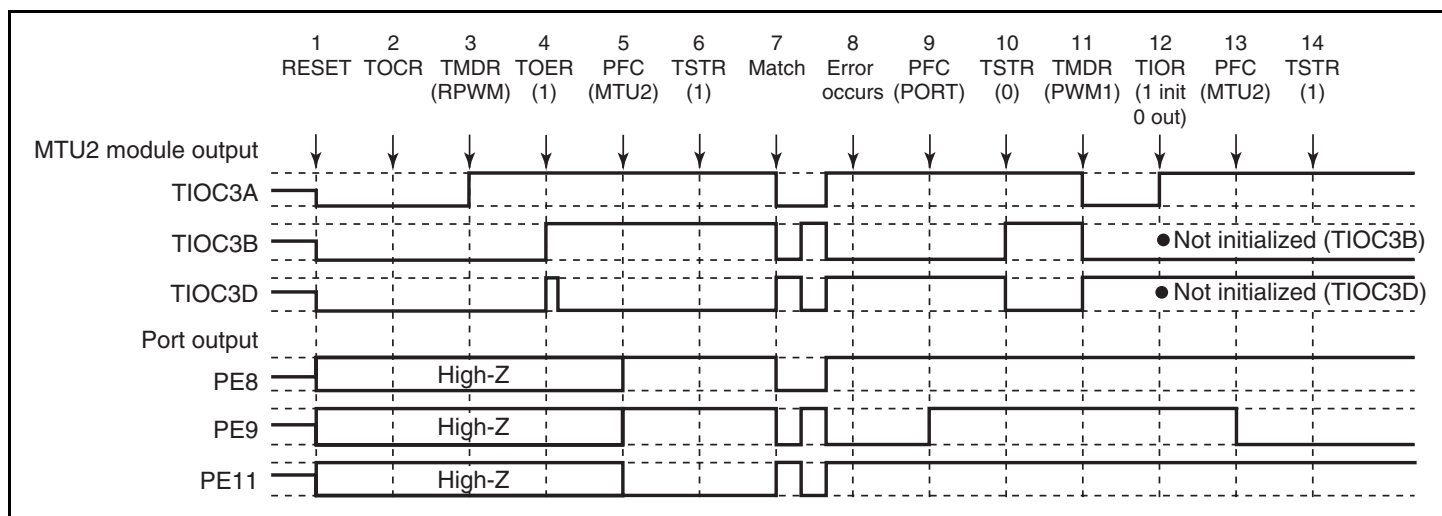 1 2 3 4 5 6 7 8 9 10 11 12 13 14
RESET TOCR TMDR TOER PFC TSTR Match Error PFC TSTR TMDR TIOR PFC TSTR
(RPWM) (1) (MTU2) (1) occurs (PORT) (0) (PWM1) (1 init (MTU2) (1)
0 out)
MTU2 module output
TIOC3A
TIOC3B ● Not initialized (TIOC3B)
TIOC3D ● Not initialized (TIOC3D)
Port output
PE8 High-Z
PE9 High-Z
PE11 High-Z